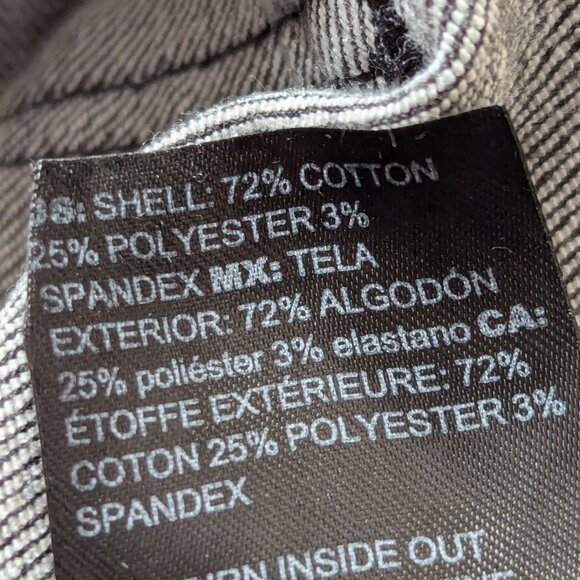 US: SHELL: 72% COTTON
25% POLYESTER 3%
SPANDEX MX: TELA
EXTERIOR: 72% ALGODÓN
25% poliéster 3% elastano CA:
ÉTOFFE EXTÉRIEURE: 72%
COTON 25% POLYESTER 3%
SPANDEX
INSIDE OUT